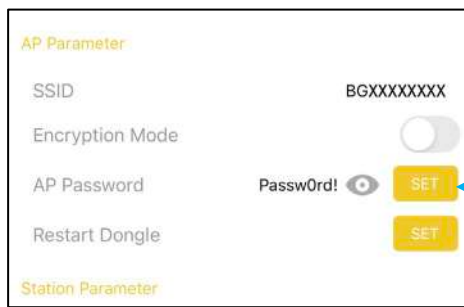 AP Parameter
SSID BGXXXXXXXX
Encryption Mode
AP Password Passw0rd! SET
Restart Dongle SET
Station Parameter